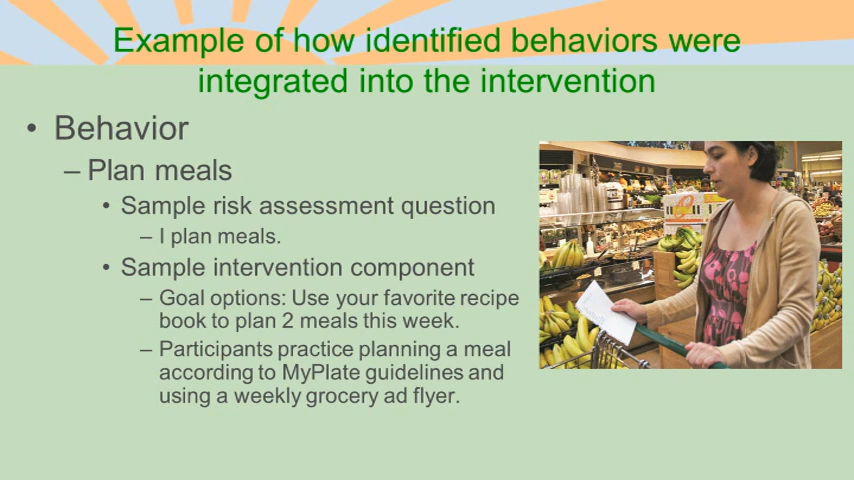 Example of how identified behaviors were
integrated into the intervention
• Behavior
– Plan meals
• Sample risk assessment question
– I plan meals.
• Sample intervention component
– Goal options: Use your favorite recipe
book to plan 2 meals this week.
– Participants practice planning a meal
according to MyPlate guidelines and
using a weekly grocery ad flyer.